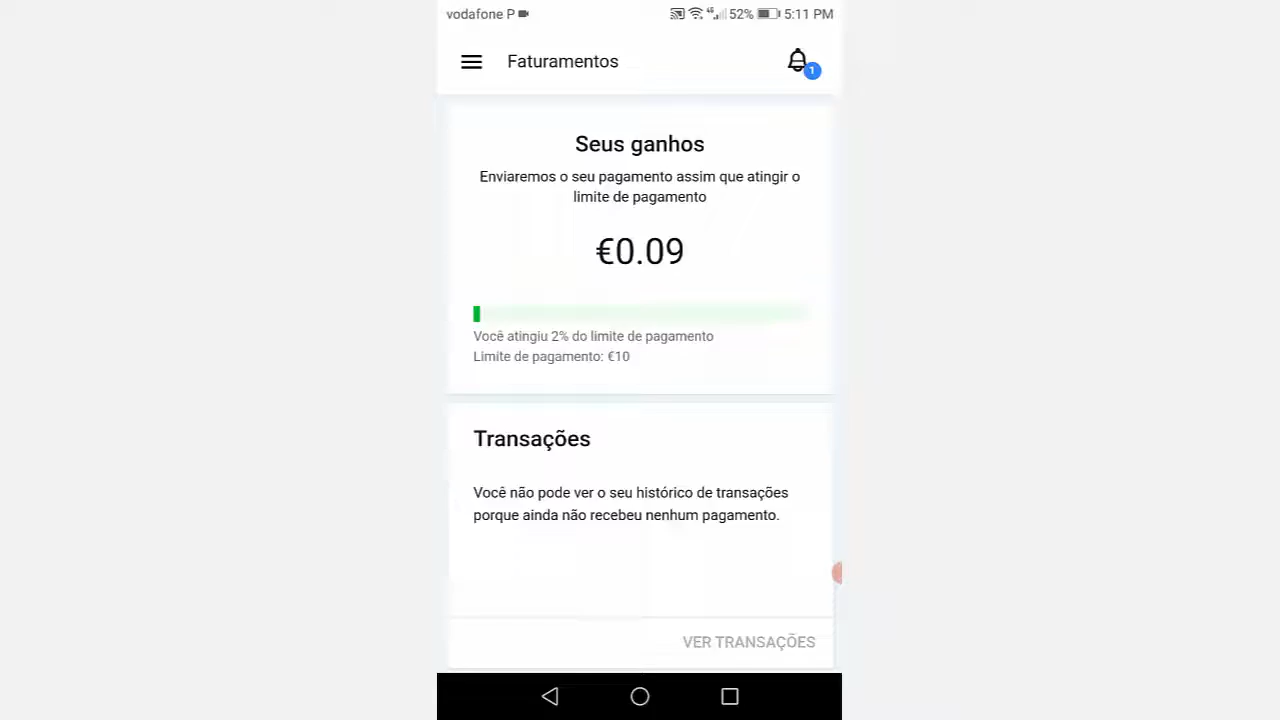 vodafone P
4G
52%
5:11 PM
Faturamentos
1
Seus ganhos
Enviaremos o seu pagamento assim que atingir o
limite de pagamento
€0.09
Você atingiu 2% do limite de pagamento
Limite de pagamento: €10
Transações
Você não pode ver o seu histórico de transações
porque ainda não recebeu nenhum pagamento.
VER TRANSAÇÕES